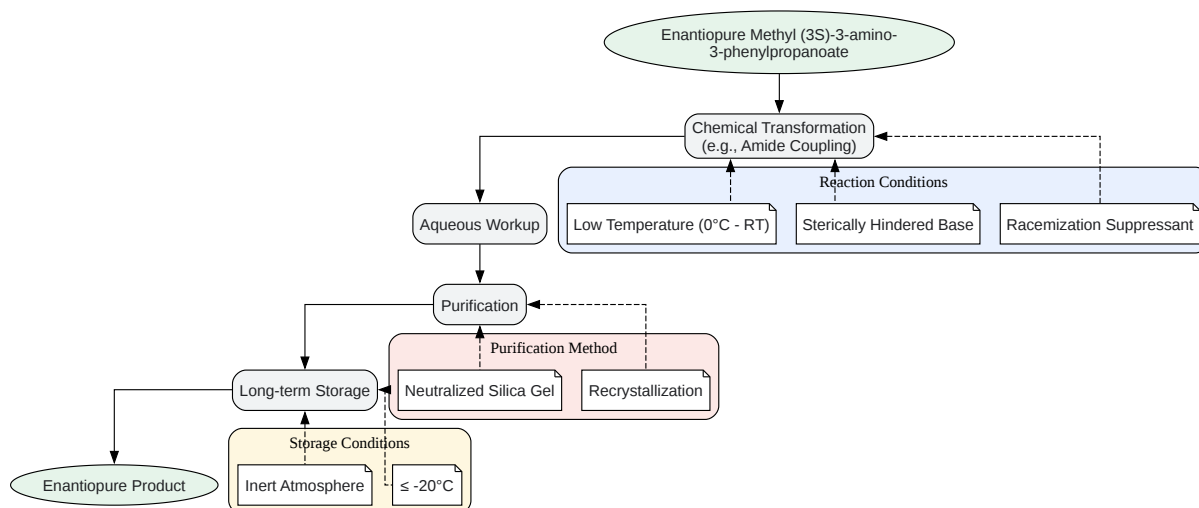 Enantiopure Methyl (3S)-3-amino-
3-phenylpropanoate
Chemical Transformation
(e.g., Amide Coupling)
Reaction Conditions
Low Temperature (0°C - RT)
Sterically Hindered Base
Racemization Suppressant
Aqueous Workup
Purification
Purification Method
Neutralized Silica Gel
Recrystallization
Long-term Storage
Storage Conditions
Inert Atmosphere
≤ -20°C
Enantiopure Product